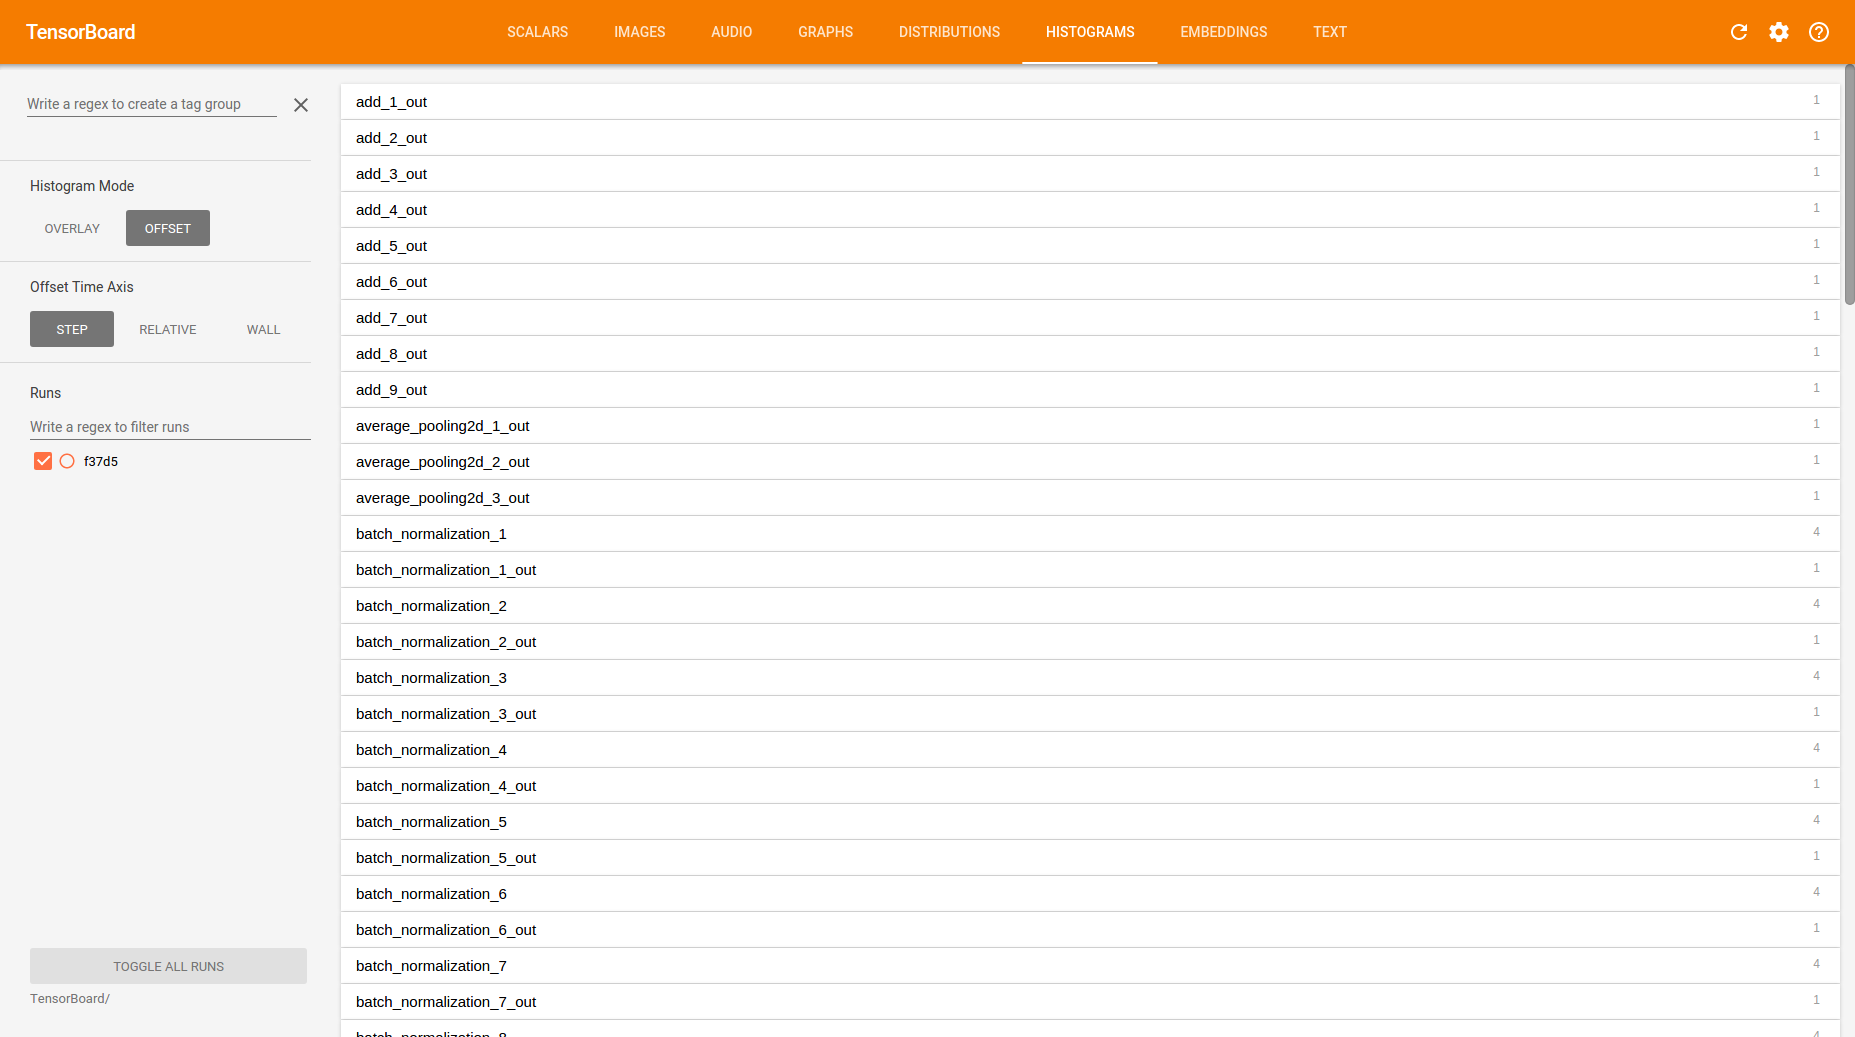 TensorBoard
SCALARS IMAGES AUDIO GRAPHS DISTRIBUTIONS HISTOGRAMS EMBEDDINGS TEXT
Write a regex to create a tag group
Histogram Mode
OVERLAY OFFSET
Offset Time Axis
STEP RELATIVE WALL
Runs
Write a regex to filter runs
f37d5
TOGGLE ALL RUNS
TensorBoard/
add_1_out 1
add_2_out 1
add_3_out 1
add_4_out 1
add_5_out 1
add_6_out 1
add_7_out 1
add_8_out 1
add_9_out 1
average_pooling2d_1_out 1
average_pooling2d_2_out 1
average_pooling2d_3_out 1
batch_normalization_1 4
batch_normalization_1_out 1
batch_normalization_2 4
batch_normalization_2_out 1
batch_normalization_3 4
batch_normalization_3_out 1
batch_normalization_4 4
batch_normalization_4_out 1
batch_normalization_5 4
batch_normalization_5_out 1
batch_normalization_6 4
batch_normalization_6_out 1
batch_normalization_7 4
batch_normalization_7_out 1
batch_normalization_8 4